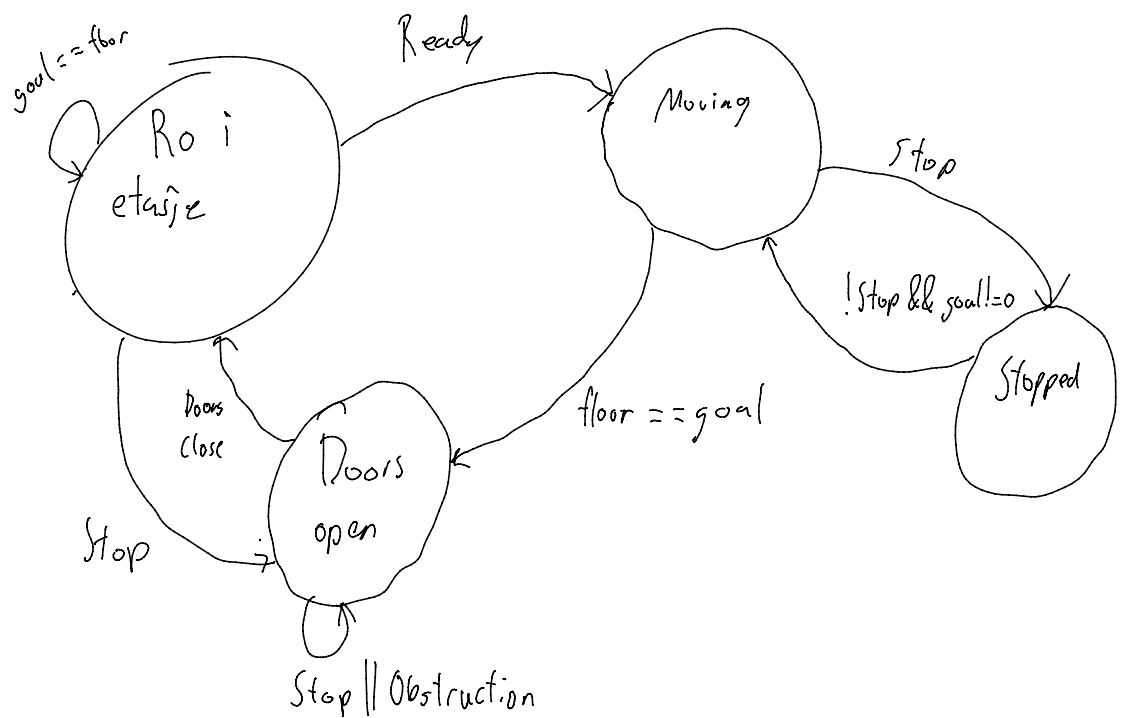 goal==floor
Ready
Ro i
etasje
Moving
Stop
!Stop && goal!=0
Stopped
floor == goal
Doors
Close
Doors
open
Stop
Stop || Obstruction